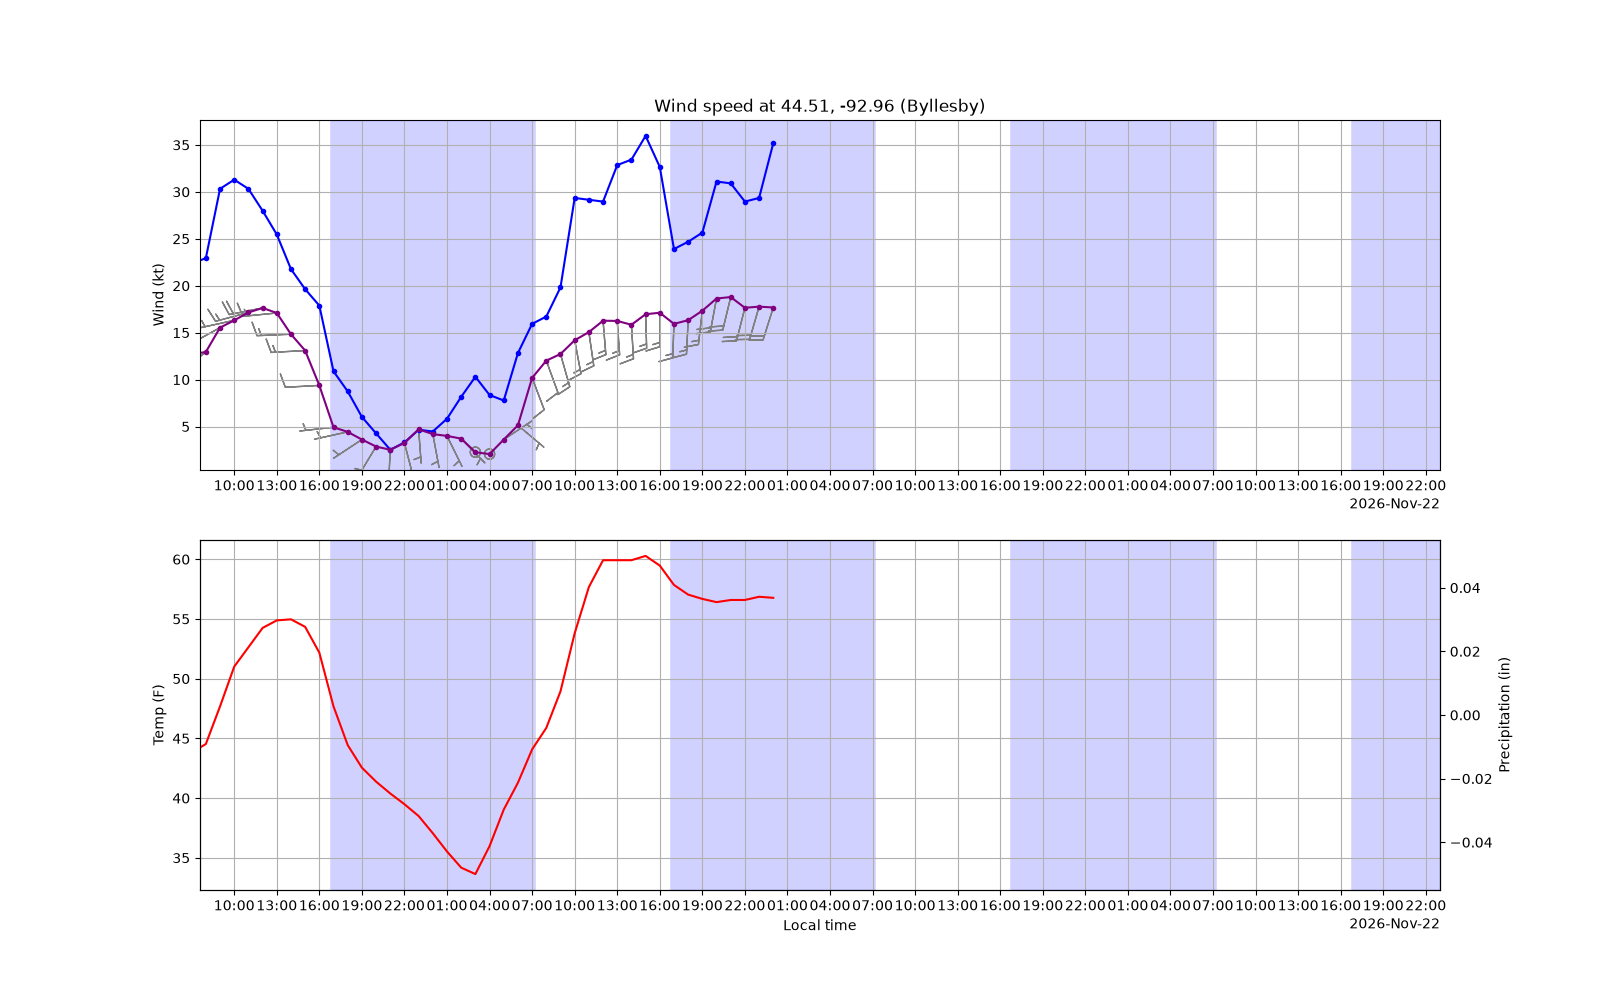 Wind speed at 44.51, -92.96 (Byllesby)
35
30
25
20
15
10
5
Wind (kt)
10:00 13:00 16:00 19:00 22:00 01:00 04:00 07:00 10:00 13:00 16:00 19:00 22:00 01:00 04:00 07:00 10:00 13:00 16:00 19:00 22:00 01:00 04:00 07:00 10:00 13:00 16:00 19:00 22:00
2026-Nov-22
60
55
50
45
40
35
Temp (F)
0.04
0.02
0.00
−0.02
−0.04
Precipitation (in)
10:00 13:00 16:00 19:00 22:00 01:00 04:00 07:00 10:00 13:00 16:00 19:00 22:00 01:00 04:00 07:00 10:00 13:00 16:00 19:00 22:00 01:00 04:00 07:00 10:00 13:00 16:00 19:00 22:00
Local time
2026-Nov-22